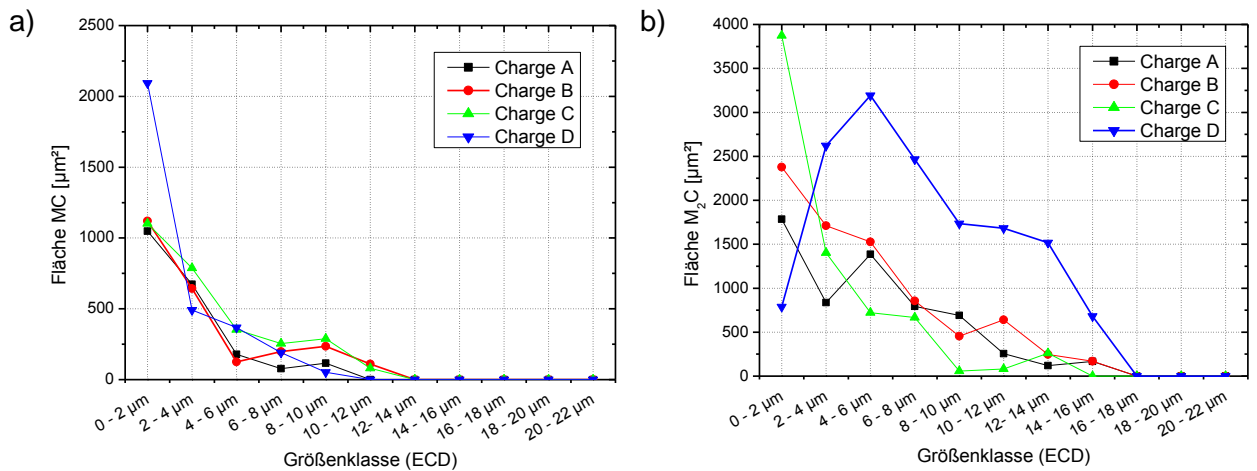 a)
2500
2000
1500
1000
500
0
Fläche MC [µm²]
Charge A
Charge B
Charge C
Charge D
0 - 2 µm
2 - 4 µm
4 - 6 µm
6 - 8 µm
8 - 10 µm
10 - 12 µm
12 - 14 µm
14 - 16 µm
16 - 18 µm
18 - 20 µm
20 - 22 µm
Größenklasse (ECD)
b)
4000
3500
3000
2500
2000
1500
1000
500
0
Fläche M₂C [µm²]
Charge A
Charge B
Charge C
Charge D
0 - 2 µm
2 - 4 µm
4 - 6 µm
6 - 8 µm
8 - 10 µm
10 - 12 µm
12 - 14 µm
14 - 16 µm
16 - 18 µm
18 - 20 µm
20 - 22 µm
Größenklasse (ECD)